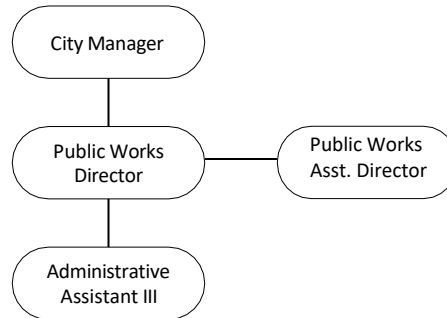 City Manager
Public Works
Director
Public Works
Asst. Director
Administrative
Assistant III